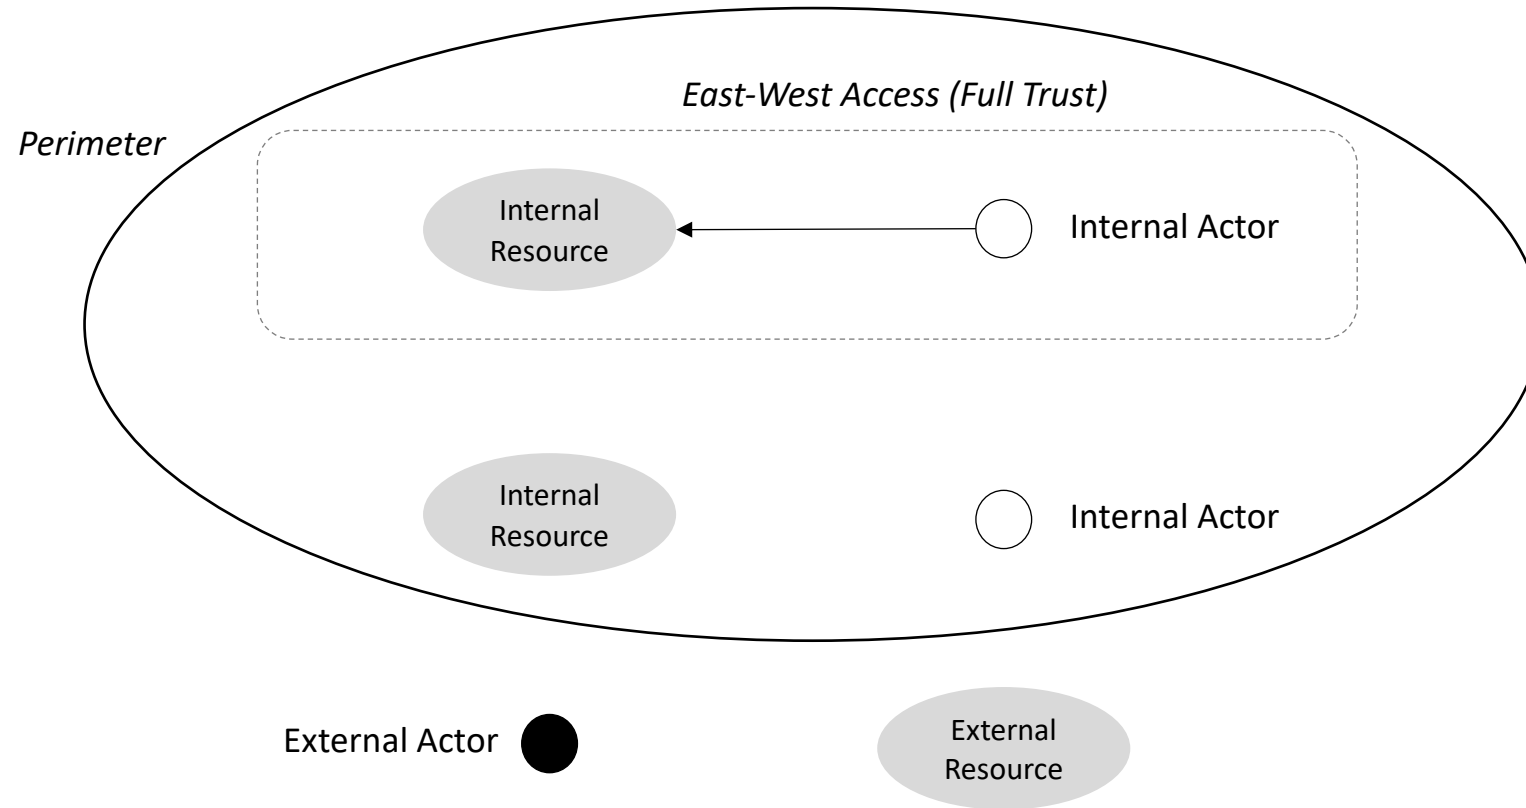 East-West Access (Full Trust)
Perimeter
Internal
Resource
Internal Actor
Internal
Resource
Internal Actor
External Actor
External
Resource